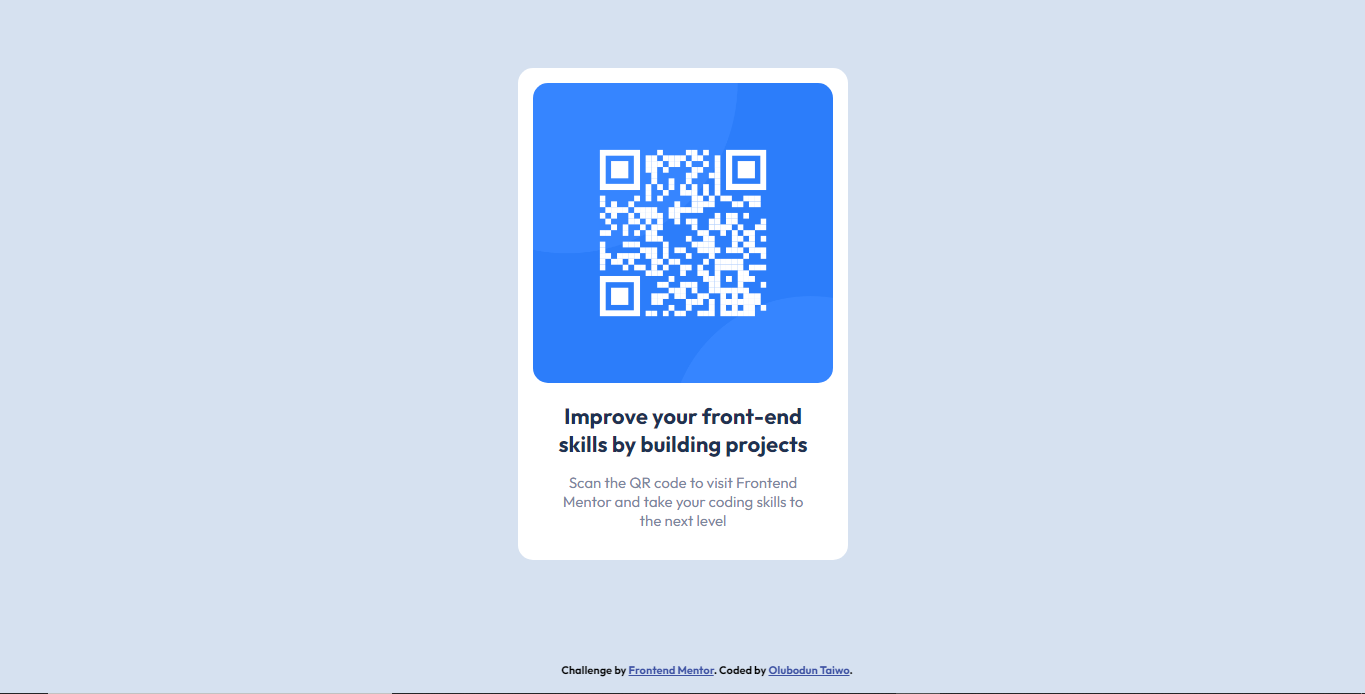 Improve your front-end
skills by building projects
Scan the QR code to visit Frontend
Mentor and take your coding skills to
the next level
Challenge by Frontend Mentor. Coded by Olubodun Taiwo.